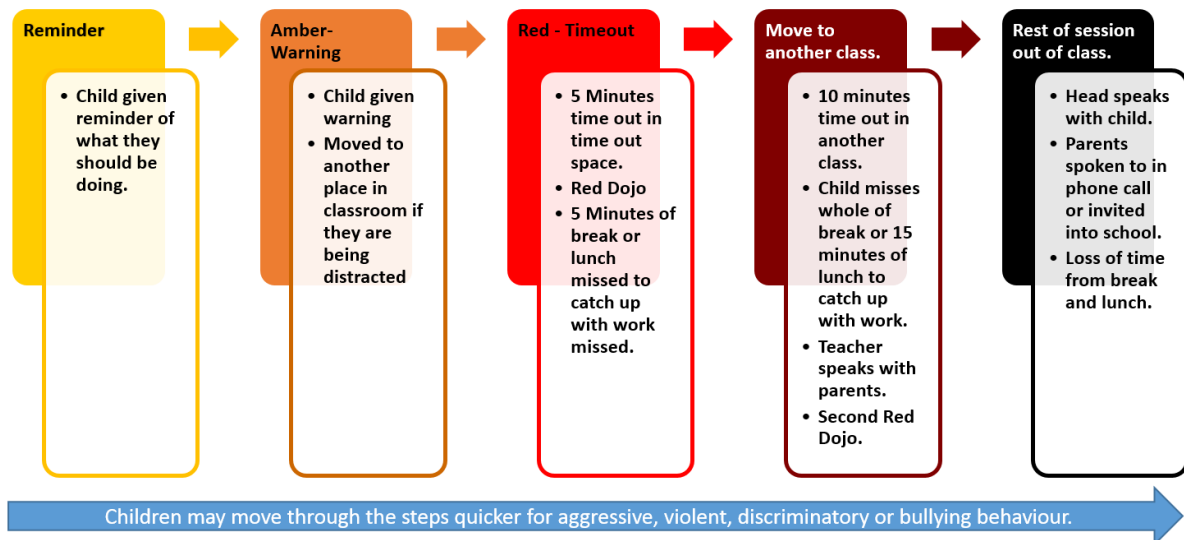 Reminder
• Child given
reminder of
what they
should be
doing.
Amber-
Warning
• Child given
warning
• Moved to
another
place in
classroom if
they are
being
distracted
Red - Timeout
• 5 Minutes
time out in
time out
space.
• Red Dojo
• 5 Minutes of
break or
lunch
missed to
catch up
with work
missed.
Move to
another class.
• 10 minutes
time out in
another
class.
• Child misses
whole of
break or 15
minutes of
lunch to
catch up
with work.
• Teacher
speaks with
parents.
• Second Red
Dojo.
Rest of session
out of class.
• Head speaks
with child.
• Parents
spoken to in
phone call
or invited
into school.
• Loss of time
from break
and lunch.
Children may move through the steps quicker for aggressive, violent, discriminatory or bullying behaviour.